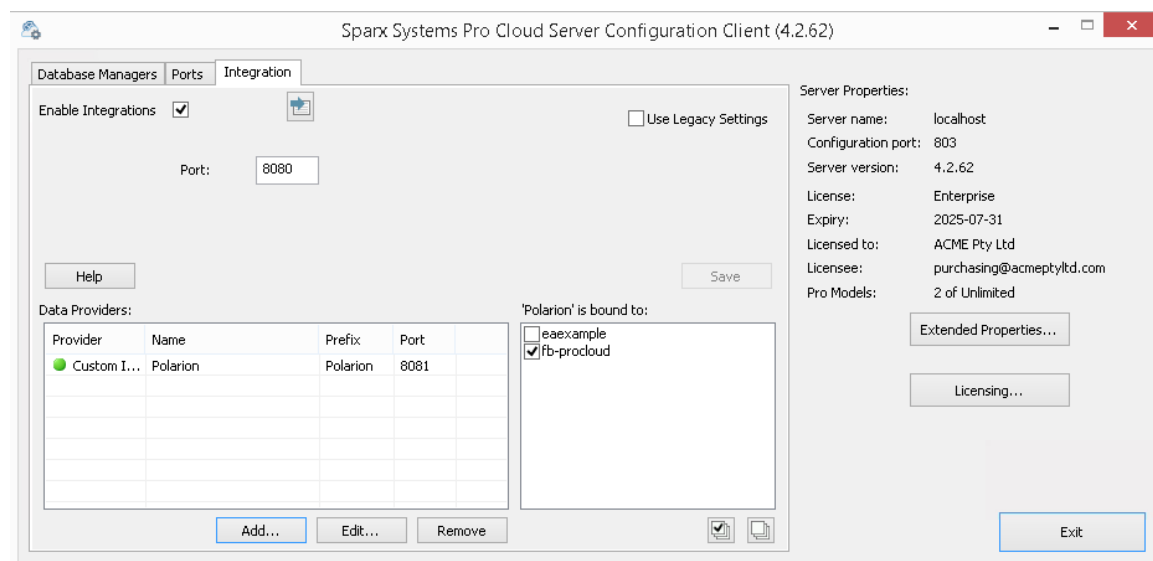 Sparx Systems Pro Cloud Server Configuration Client (4.2.62)
Database Managers Ports Integration
Enable Integrations
Use Legacy Settings
Port: 8080
Help
Save
Data Providers:
Provider Name Prefix Port
Custom I... Polarion Polarion 8081
Add... Edit... Remove
'Polarion' is bound to:
eaexample
fb-procloud
Server Properties:
Server name: localhost
Configuration port: 803
Server version: 4.2.62
License: Enterprise
Expiry: 2025-07-31
Licensed to: ACME Pty Ltd
Licensee: purchasing@acmeptyltd.com
Pro Models: 2 of Unlimited
Extended Properties...
Licensing...
Exit